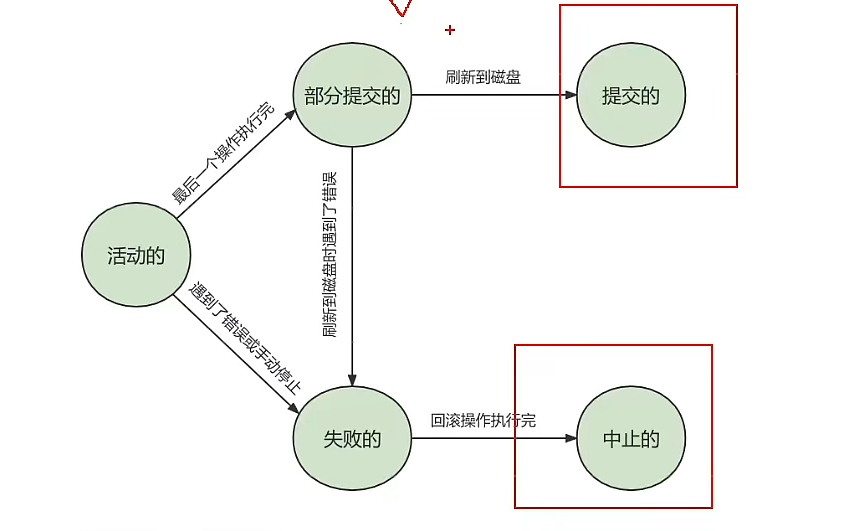 部分提交的
刷新到磁盘
提交的
最后一个操作执行完
刷新到磁盘时遇到了错误
活动的
遇到了错误或手动停止
失败的
回滚操作执行完
中止的